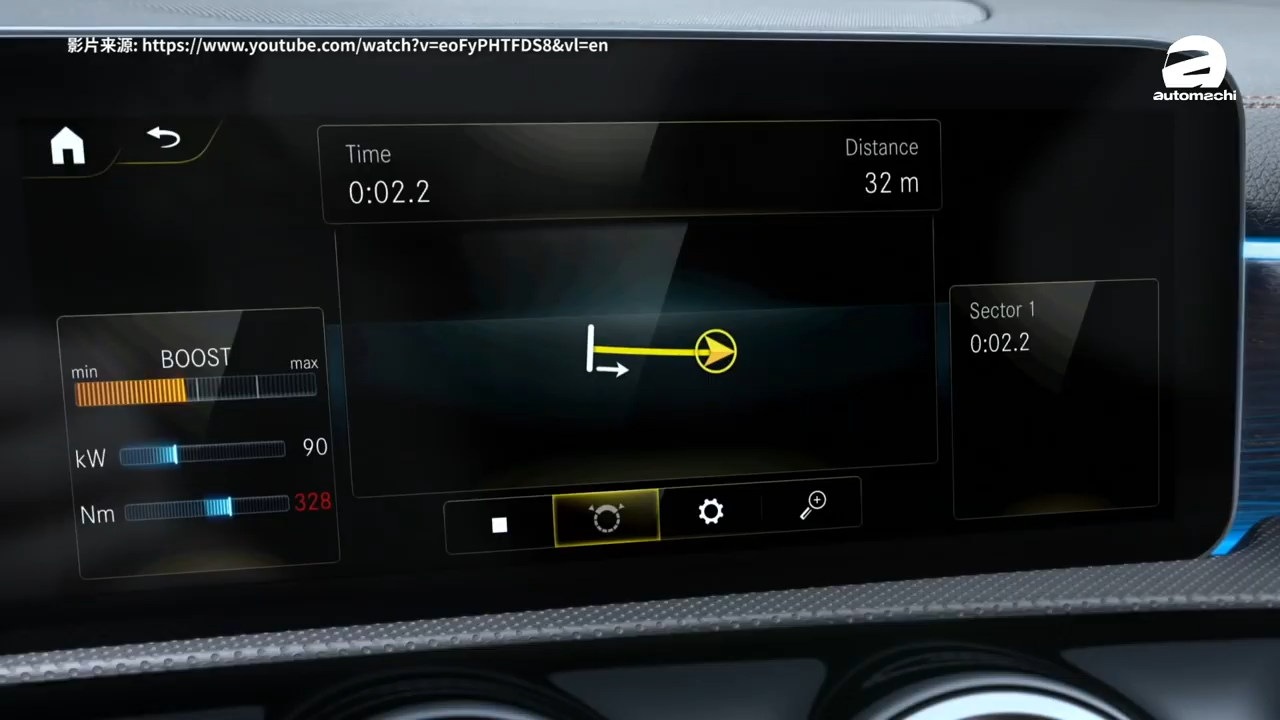 影片来源: https://www.youtube.com/watch?v=eoFyPHTFDS8&vl=en
automachi
Time
0:02.2
Distance
32 m
Sector 1
0:02.2
BOOST
min
max
kW
90
Nm
328